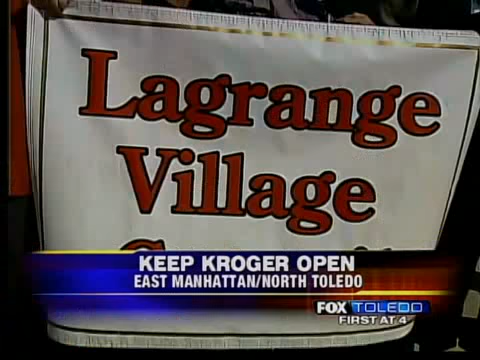 Lagrange
Village
KEEP KROGER OPEN
EAST MANHATTAN/NORTH TOLEDO
FOX TOLEDO
FIRST AT 4